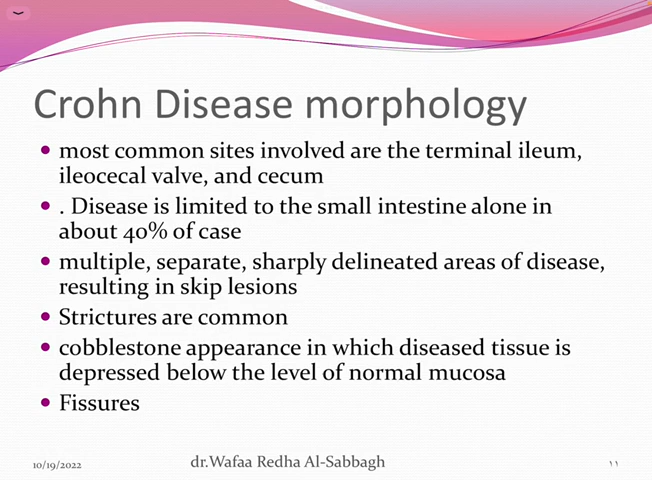 Crohn Disease morphology
• most common sites involved are the terminal ileum,
ileocecal valve, and cecum
• . Disease is limited to the small intestine alone in
about 40% of case
• multiple, separate, sharply delineated areas of disease,
resulting in skip lesions
• Strictures are common
• cobblestone appearance in which diseased tissue is
depressed below the level of normal mucosa
• Fissures
10/19/2022
dr.Wafaa Redha Al-Sabbagh
١١